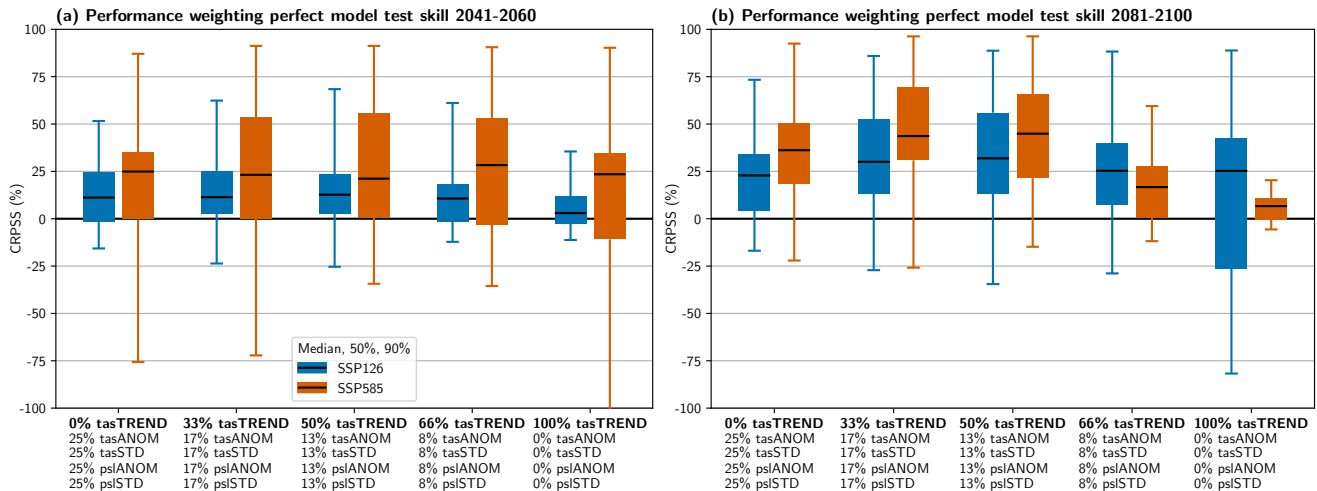 (a) Performance weighting perfect model test skill 2041-2060
CRPSS (%)
100
75
50
25
0
-25
-50
-75
-100
Median, 50%, 90%
SSP126
SSP585
0% tasTREND 33% tasTREND 50% tasTREND 66% tasTREND 100% tasTREND
25% tasANOM 17% tasANOM 13% tasANOM 8% tasANOM 0% tasANOM
25% tasSTD 17% tasSTD 13% tasSTD 8% tasSTD 0% tasSTD
25% pslANOM 17% pslANOM 13% pslANOM 8% pslANOM 0% pslANOM
25% pslSTD 17% pslSTD 13% pslSTD 8% pslSTD 0% pslSTD
(b) Performance weighting perfect model test skill 2081-2100
CRPSS (%)
100
75
50
25
0
-25
-50
-75
-100
0% tasTREND 33% tasTREND 50% tasTREND 66% tasTREND 100% tasTREND
25% tasANOM 17% tasANOM 13% tasANOM 8% tasANOM 0% tasANOM
25% tasSTD 17% tasSTD 13% tasSTD 8% tasSTD 0% tasSTD
25% pslANOM 17% pslANOM 13% pslANOM 8% pslANOM 0% pslANOM
25% pslSTD 17% pslSTD 13% pslSTD 8% pslSTD 0% pslSTD